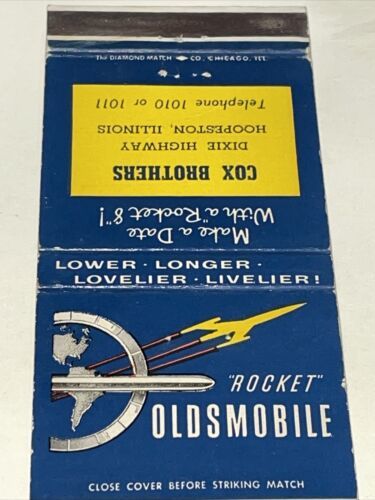 The DIAMOND MATCH CO. CHICAGO, ILL.
Make a Date
With a "Rocket 8"!
COX BROTHERS
DIXIE HIGHWAY
HOOPESTON, ILLINOIS
Telephone 1010 or 1011
LOWER · LONGER ·
LOVELIER · LIVELIER!
"ROCKET"
OLDSMOBILE
CLOSE COVER BEFORE STRIKING MATCH